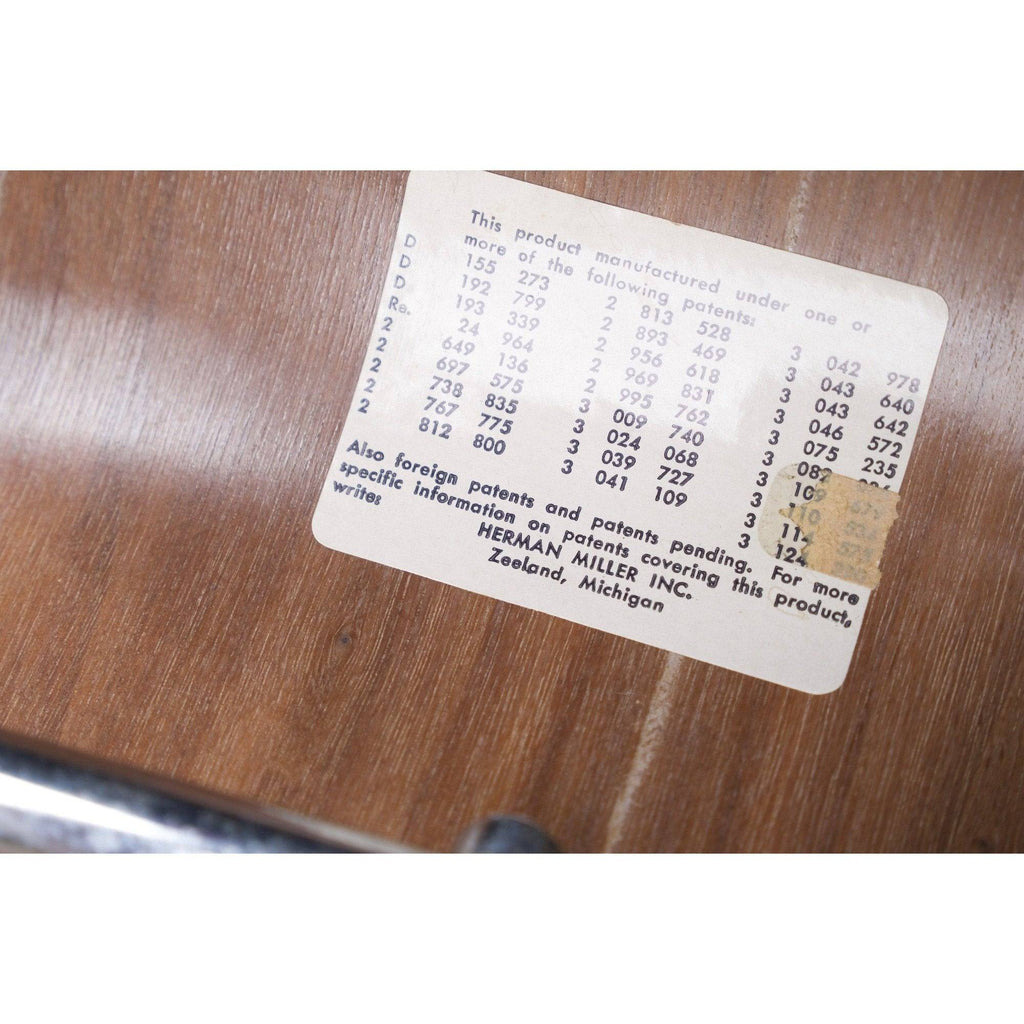 This product manufactured under one or
more of the following patents:
D 155 273 2 813 528 3 042 978
D 192 799 2 893 469 3 043 640
D 193 339 2 956 618 3 043 642
Re. 24 964 2 969 831 3 046 572
2 649 136 2 995 762 3 075 235
2 697 575 3 009 740 3 082
2 738 835 3 024 068 3 109
2 767 775 3 039 727 3 110
2 812 800 3 041 109 3 114
3 124
Also foreign patents and patents pending. For more
specific information on patents covering this product,
write:
HERMAN MILLER INC.
Zeeland, Michigan